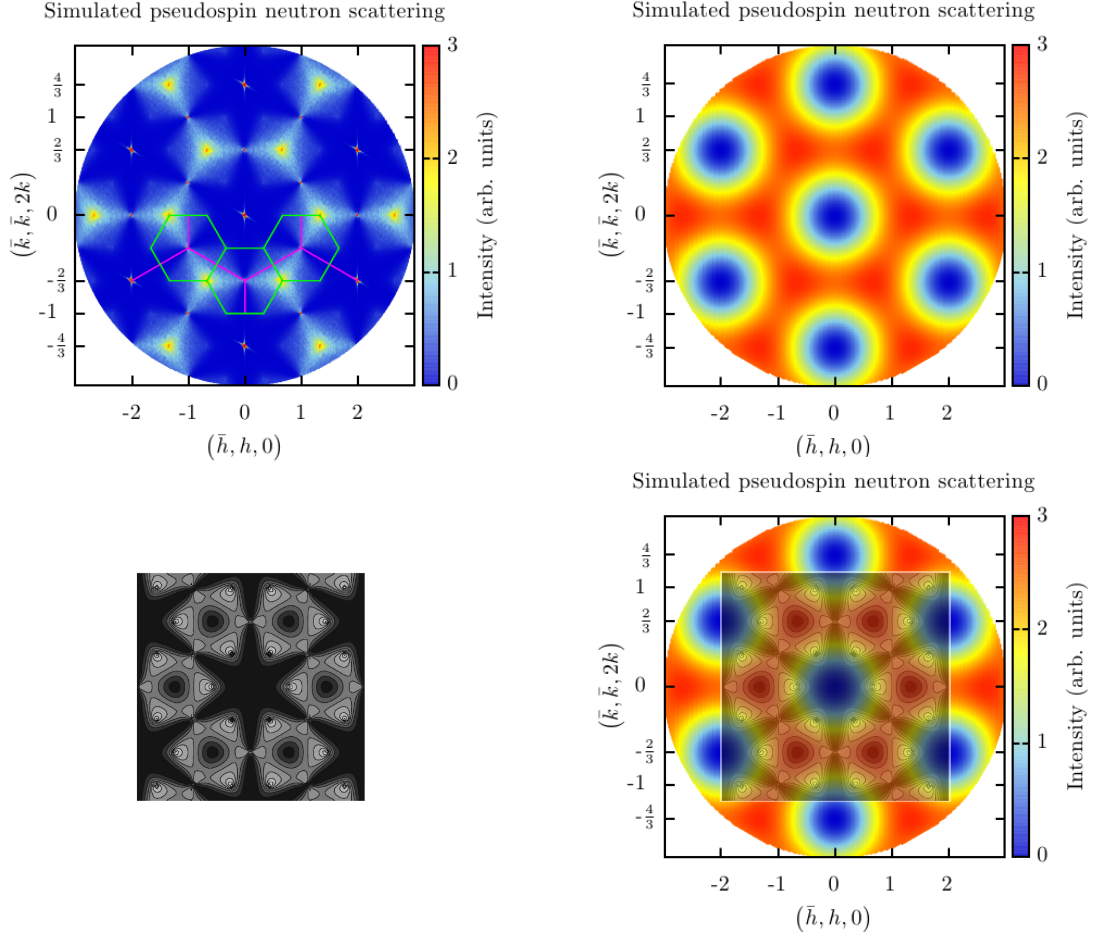 Simulated pseudospin neutron scattering
Simulated pseudospin neutron scattering
(k̄, k̄, 2k)
4/3
1
2/3
0
-2/3
-1
-4/3
-2 -1 0 1 2
(h̄, h, 0)
3
2
1
0
Intensity (arb. units)
(k̄, k̄, 2k)
4/3
1
2/3
0
-2/3
-1
-4/3
-2 -1 0 1 2
(h̄, h, 0)
3
2
1
0
Intensity (arb. units)
Simulated pseudospin neutron scattering
(k̄, k̄, 2k)
4/3
1
2/3
0
-2/3
-1
-4/3
-2 -1 0 1 2
(h̄, h, 0)
3
2
1
0
Intensity (arb. units)